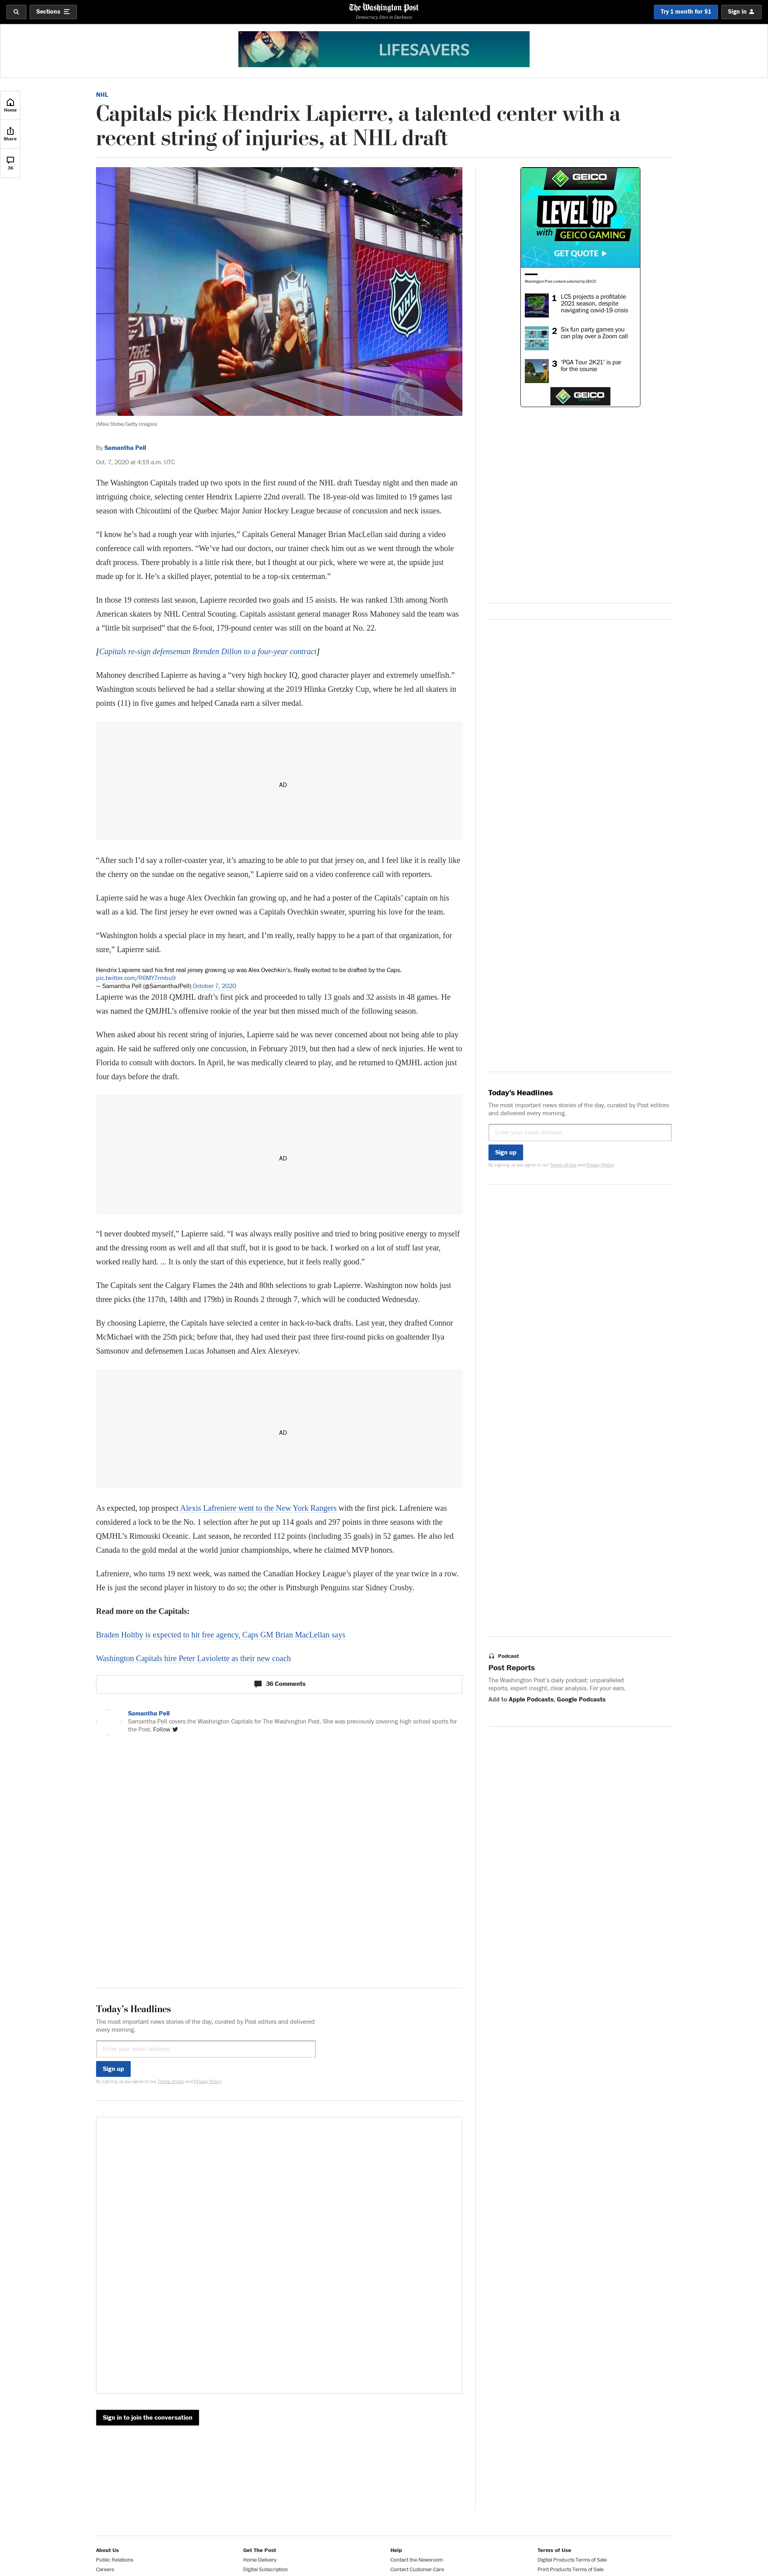 Sections
The Washington Post
Democracy Dies in Darkness
Try 1 month for $1
Sign in
LIFESAVERS
Home
Share
36
NHL
Capitals pick Hendrix Lapierre, a talented center with a
recent string of injuries, at NHL draft
(Mike Stobe/Getty Images)
By Samantha Pell
Oct. 7, 2020 at 4:19 a.m. UTC
The Washington Capitals traded up two spots in the first round of the NHL draft Tuesday night and then made an
intriguing choice, selecting center Hendrix Lapierre 22nd overall. The 18-year-old was limited to 19 games last
season with Chicoutimi of the Quebec Major Junior Hockey League because of concussion and neck issues.
“I know he’s had a rough year with injuries,” Capitals General Manager Brian MacLellan said during a video
conference call with reporters. “We’ve had our doctors, our trainer check him out as we went through the whole
draft process. There probably is a little risk there, but I thought at our pick, where we were at, the upside just
made up for it. He’s a skilled player, potential to be a top-six centerman.”
In those 19 contests last season, Lapierre recorded two goals and 15 assists. He was ranked 13th among North
American skaters by NHL Central Scouting. Capitals assistant general manager Ross Mahoney said the team was
a “little bit surprised” that the 6-foot, 179-pound center was still on the board at No. 22.
[Capitals re-sign defenseman Brenden Dillon to a four-year contract]
Mahoney described Lapierre as having a “very high hockey IQ, good character player and extremely unselfish.”
Washington scouts believed he had a stellar showing at the 2019 Hlinka Gretzky Cup, where he led all skaters in
points (11) in five games and helped Canada earn a silver medal.
AD
“After such I’d say a roller-coaster year, it’s amazing to be able to put that jersey on, and I feel like it is really like
the cherry on the sundae on the negative season,” Lapierre said on a video conference call with reporters.
Lapierre said he was a huge Alex Ovechkin fan growing up, and he had a poster of the Capitals’ captain on his
wall as a kid. The first jersey he ever owned was a Capitals Ovechkin sweater, spurring his love for the team.
“Washington holds a special place in my heart, and I’m really, really happy to be a part of that organization, for
sure,” Lapierre said.
Hendrix Lapierre said his first real jersey growing up was Alex Ovechkin's. Really excited to be drafted by the Caps.
pic.twitter.com/R6MY7rmbu9
— Samantha Pell (@SamanthaJPell) October 7, 2020
Lapierre was the 2018 QMJHL draft’s first pick and proceeded to tally 13 goals and 32 assists in 48 games. He
was named the QMJHL’s offensive rookie of the year but then missed much of the following season.
When asked about his recent string of injuries, Lapierre said he was never concerned about not being able to play
again. He said he suffered only one concussion, in February 2019, but then had a slew of neck injuries. He went to
Florida to consult with doctors. In April, he was medically cleared to play, and he returned to QMJHL action just
four days before the draft.
AD
“I never doubted myself,” Lapierre said. “I was always really positive and tried to bring positive energy to myself
and the dressing room as well and all that stuff, but it is good to be back. I worked on a lot of stuff last year,
worked really hard. ... It is only the start of this experience, but it feels really good.”
The Capitals sent the Calgary Flames the 24th and 80th selections to grab Lapierre. Washington now holds just
three picks (the 117th, 148th and 179th) in Rounds 2 through 7, which will be conducted Wednesday.
By choosing Lapierre, the Capitals have selected a center in back-to-back drafts. Last year, they drafted Connor
McMichael with the 25th pick; before that, they had used their past three first-round picks on goaltender Ilya
Samsonov and defensemen Lucas Johansen and Alex Alexeyev.
AD
As expected, top prospect Alexis Lafreniere went to the New York Rangers with the first pick. Lafreniere was
considered a lock to be the No. 1 selection after he put up 114 goals and 297 points in three seasons with the
QMJHL’s Rimouski Oceanic. Last season, he recorded 112 points (including 35 goals) in 52 games. He also led
Canada to the gold medal at the world junior championships, where he claimed MVP honors.
Lafreniere, who turns 19 next week, was named the Canadian Hockey League’s player of the year twice in a row.
He is just the second player in history to do so; the other is Pittsburgh Penguins star Sidney Crosby.
Read more on the Capitals:
Braden Holtby is expected to hit free agency, Caps GM Brian MacLellan says
Washington Capitals hire Peter Laviolette as their new coach
36 Comments
Samantha Pell
Samantha Pell covers the Washington Capitals for The Washington Post. She was previously covering high school sports for
the Post. Follow
Today’s Headlines
The most important news stories of the day, curated by Post editors and delivered
every morning.
Enter your email address
Sign up
By signing up you agree to our Terms of Use and Privacy Policy
Sign in to join the conversation
GEICO
GAMING
LEVEL UP
with GEICO GAMING
GET QUOTE
Washington Post content selected by GEICO
1 LCS projects a profitable
2021 season, despite
navigating covid-19 crisis
2 Six fun party games you
can play over a Zoom call
3 'PGA Tour 2K21' is par
for the course
GEICO
GAMING
Today’s Headlines
The most important news stories of the day, curated by Post editors
and delivered every morning.
Enter your email address
Sign up
By signing up you agree to our Terms of Use and Privacy Policy
Podcast
Post Reports
The Washington Post’s daily podcast: unparalleled
reports, expert insight, clear analysis. For your ears.
Add to Apple Podcasts, Google Podcasts
About Us
Public Relations
Careers
Get The Post
Home Delivery
Digital Subscription
Help
Contact the Newsroom
Contact Customer Care
Terms of Use
Digital Products Terms of Sale
Print Products Terms of Sale